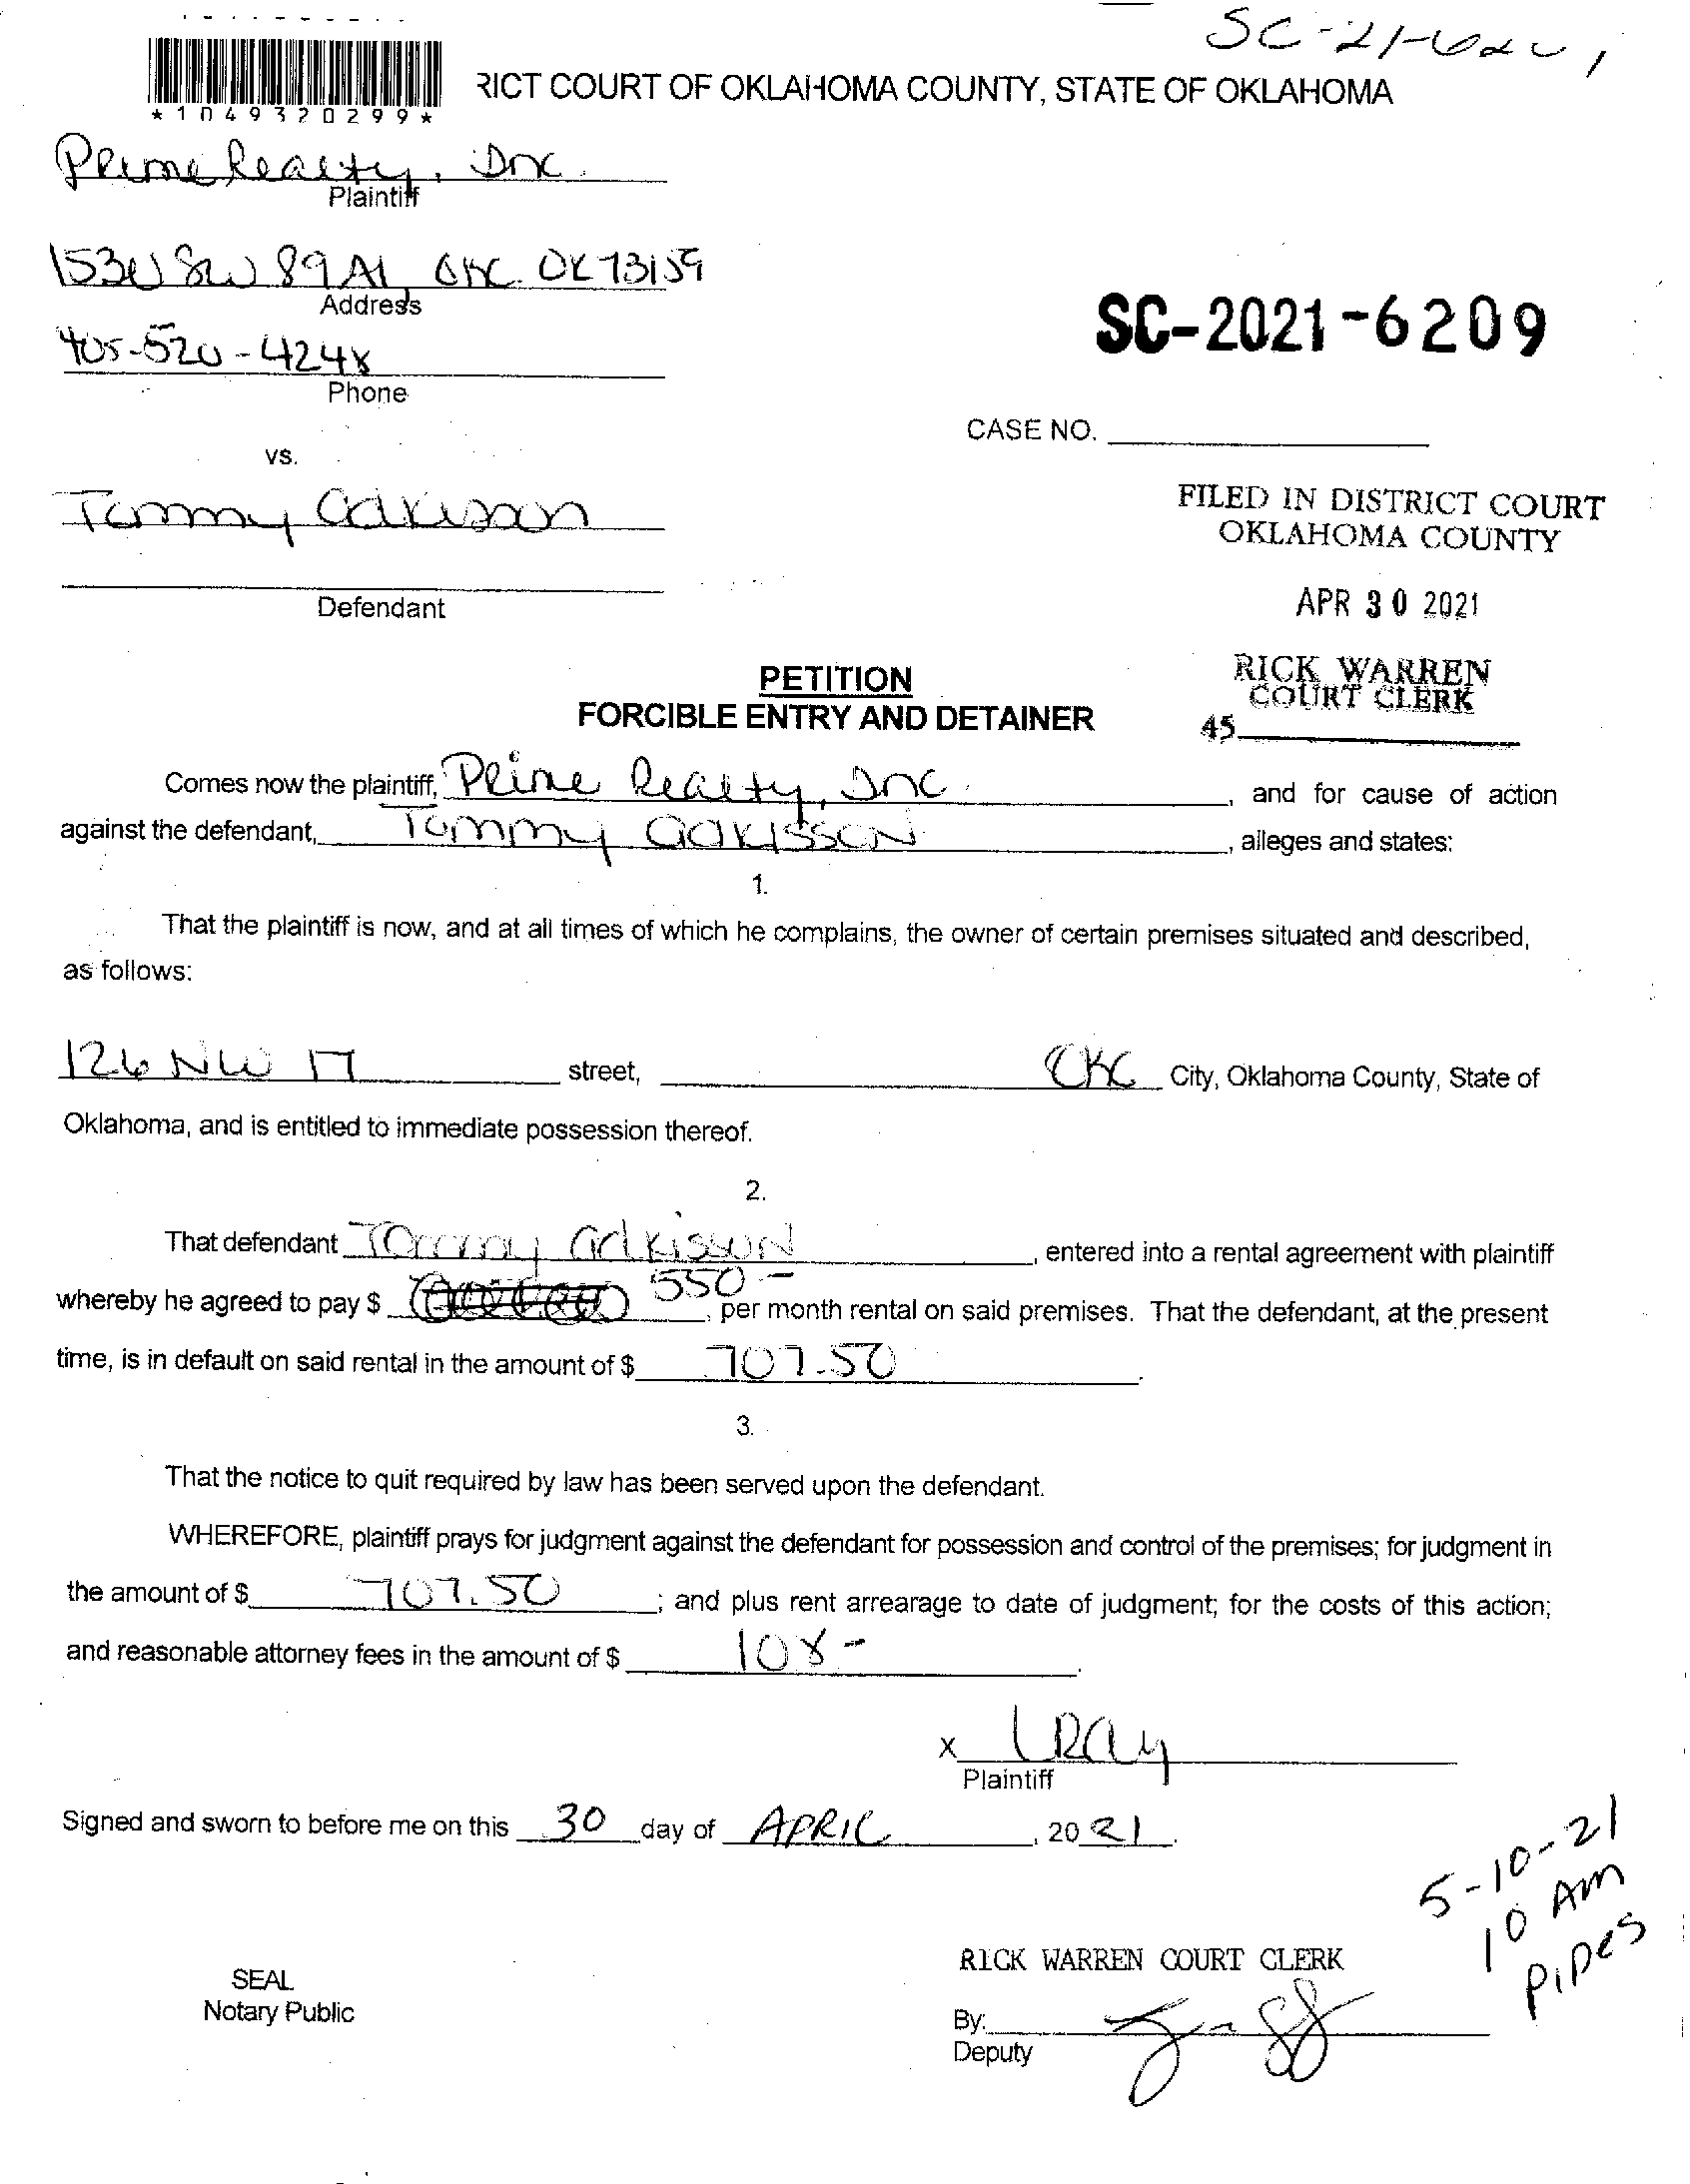 *1049320299*
RICT COURT OF OKLAHOMA COUNTY, STATE OF OKLAHOMA
Prime Realty, Inc.
Plaintiff
SW 89 OKC. OK 73159
Address
405-520-4248
Phone
SC-2021-6209
CASE NO.
vs.
Tommy Adkisson
Defendant
FILED IN DISTRICT COURT
OKLAHOMA COUNTY
APR 30 2021
RICK WARREN
COURT CLERK
45
PETITION
FORCIBLE ENTRY AND DETAINER
Comes now the plaintiff, Prime Realty, Inc. , and for cause of action
against the defendant, Tommy Adkisson , alleges and states:
1.
That the plaintiff is now, and at all times of which he complains, the owner of certain premises situated and described,
as follows:
126 NW 17 street, OKC City, Oklahoma County, State of
Oklahoma, and is entitled to immediate possession thereof.
2.
That defendant Tommy Adkisson , entered into a rental agreement with plaintiff
whereby he agreed to pay $ 550- , per month rental on said premises. That the defendant, at the present
time, is in default on said rental in the amount of $ 707.50 .
3.
That the notice to quit required by law has been served upon the defendant.
WHEREFORE, plaintiff prays for judgment against the defendant for possession and control of the premises; for judgment in
the amount of $ 707.50 ; and plus rent arrearage to date of judgment; for the costs of this action;
and reasonable attorney fees in the amount of $ 108- .
X LRay
Plaintiff
Signed and sworn to before me on this 30 day of APRIL , 20 21 .
5-10-21
10 AM
Pipes
SEAL
Notary Public
RICK WARREN COURT CLERK
By:
Deputy